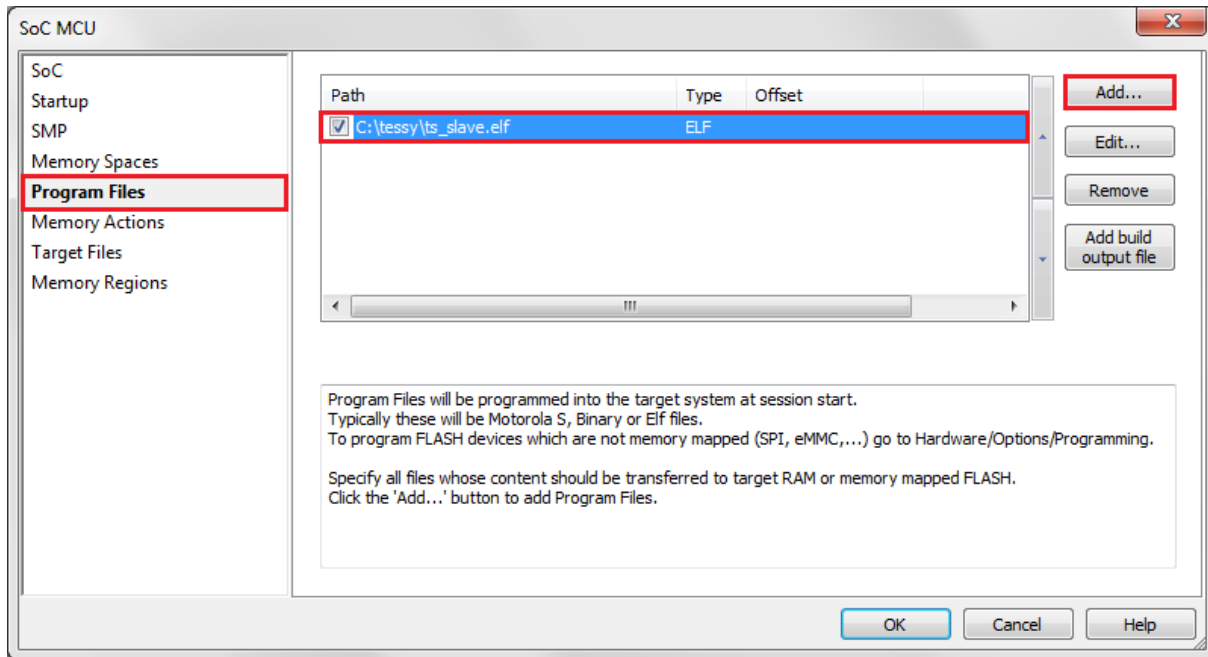 SoC MCU
SoC
Startup
SMP
Memory Spaces
Program Files
Memory Actions
Target Files
Memory Regions
Path Type Offset
C:\tessy\ts_slave.elf ELF
Add...
Edit...
Remove
Add build
output file
Program Files will be programmed into the target system at session start.
Typically these will be Motorola S, Binary or Elf files.
To program FLASH devices which are not memory mapped (SPI, eMMC,...) go to Hardware/Options/Programming.
Specify all files whose content should be transferred to target RAM or memory mapped FLASH.
Click the 'Add...' button to add Program Files.
OK Cancel Help